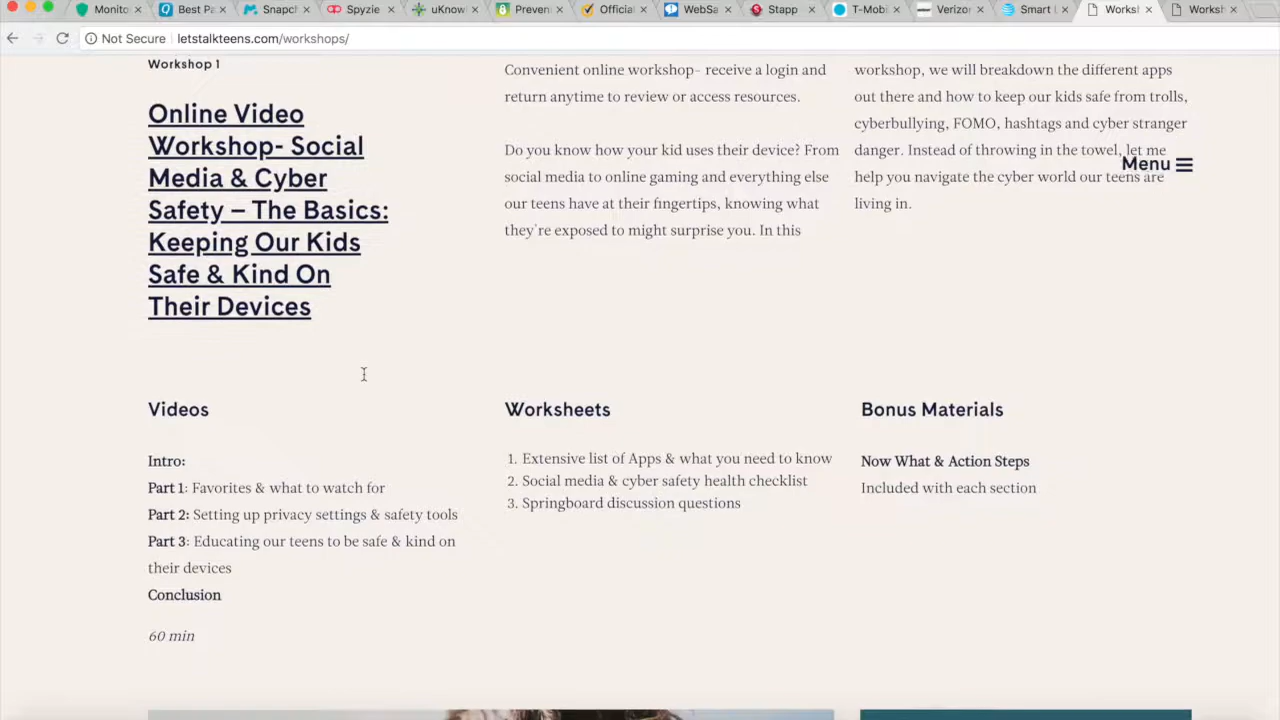 Monito
Best Pa
Snapcl
Spyzie
uKnow
Preven
Official
WebSa
Stapp
T-Mobi
Verizor
Smart L
Worksl
Worksh
Not Secure
letstalkteens.com/workshops/
Menu
Workshop 1
Online Video
Workshop- Social
Media & Cyber
Safety – The Basics:
Keeping Our Kids
Safe & Kind On
Their Devices
Convenient online workshop- receive a login and
return anytime to review or access resources.
Do you know how your kid uses their device? From
social media to online gaming and everything else
our teens have at their fingertips, knowing what
they're exposed to might surprise you. In this
workshop, we will breakdown the different apps
out there and how to keep our kids safe from trolls,
cyberbullying, FOMO, hashtags and cyber stranger
danger. Instead of throwing in the towel, let me
help you navigate the cyber world our teens are
living in.
Videos
Intro:
Part 1: Favorites & what to watch for
Part 2: Setting up privacy settings & safety tools
Part 3: Educating our teens to be safe & kind on
their devices
Conclusion
60 min
Worksheets
1. Extensive list of Apps & what you need to know
2. Social media & cyber safety health checklist
3. Springboard discussion questions
Bonus Materials
Now What & Action Steps
Included with each section